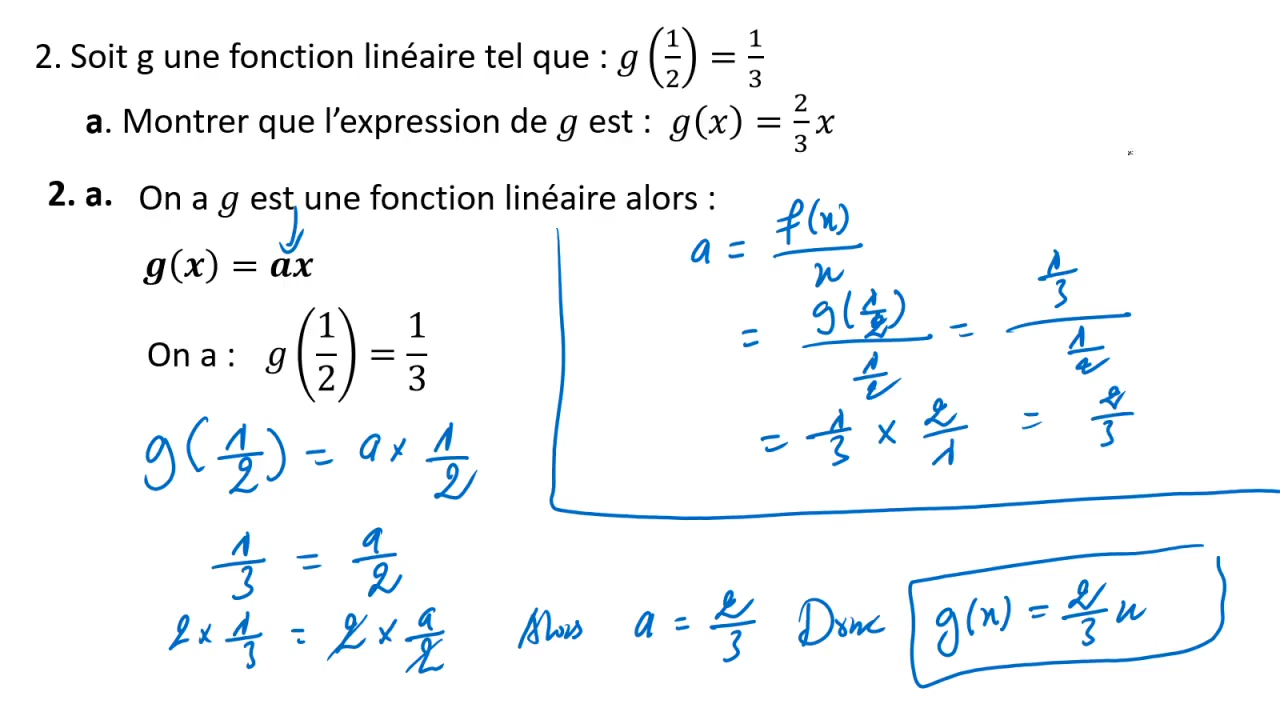 2. Soit g une fonction linéaire tel que : g(1/2) = 1/3
a. Montrer que l'expression de g est : g(x) = 2/3 x
2. a. On a g est une fonction linéaire alors :
g(x) = ax
On a : g(1/2) = 1/3
g(1/2) = a × 1/2
1/3 = a/2
2 × 1/3 = 2 × a/2
a = f(x)/x
= g(1/2)/(1/2) = (1/3)/(1/2)
= 1/3 × 2/1 = 2/3
Alors a = 2/3 Donc g(x) = 2/3 x